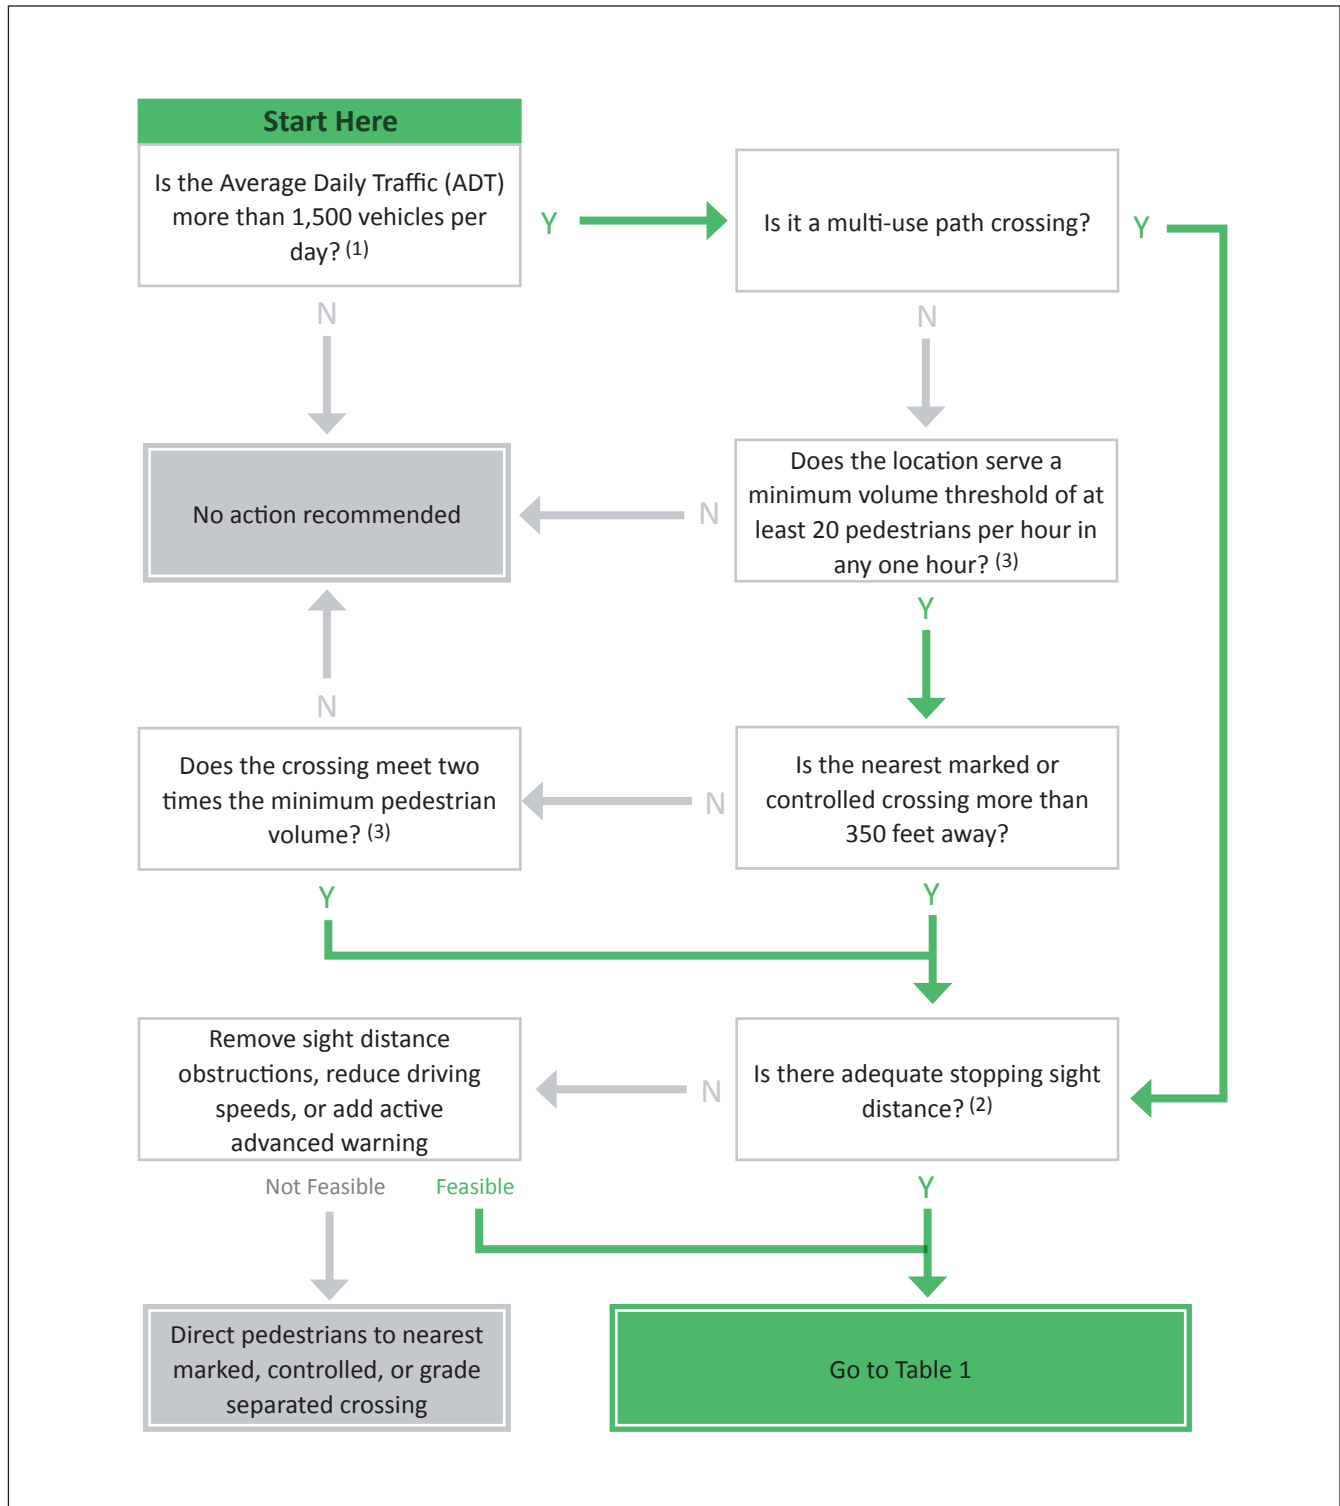 Start Here
Is the Average Daily Traffic (ADT)
more than 1,500 vehicles per
day? (1)
Y
Is it a multi-use path crossing?
Y
N
N
No action recommended
N
Does the location serve a
minimum volume threshold of at
least 20 pedestrians per hour in
any one hour? (3)
Y
N
Does the crossing meet two
times the minimum pedestrian
volume? (3)
N
Is the nearest marked or
controlled crossing more than
350 feet away?
Y
Y
Remove sight distance
obstructions, reduce driving
speeds, or add active
advanced warning
N
Is there adequate stopping sight
distance? (2)
Not Feasible
Feasible
Y
Direct pedestrians to nearest
marked, controlled, or grade
separated crossing
Go to Table 1